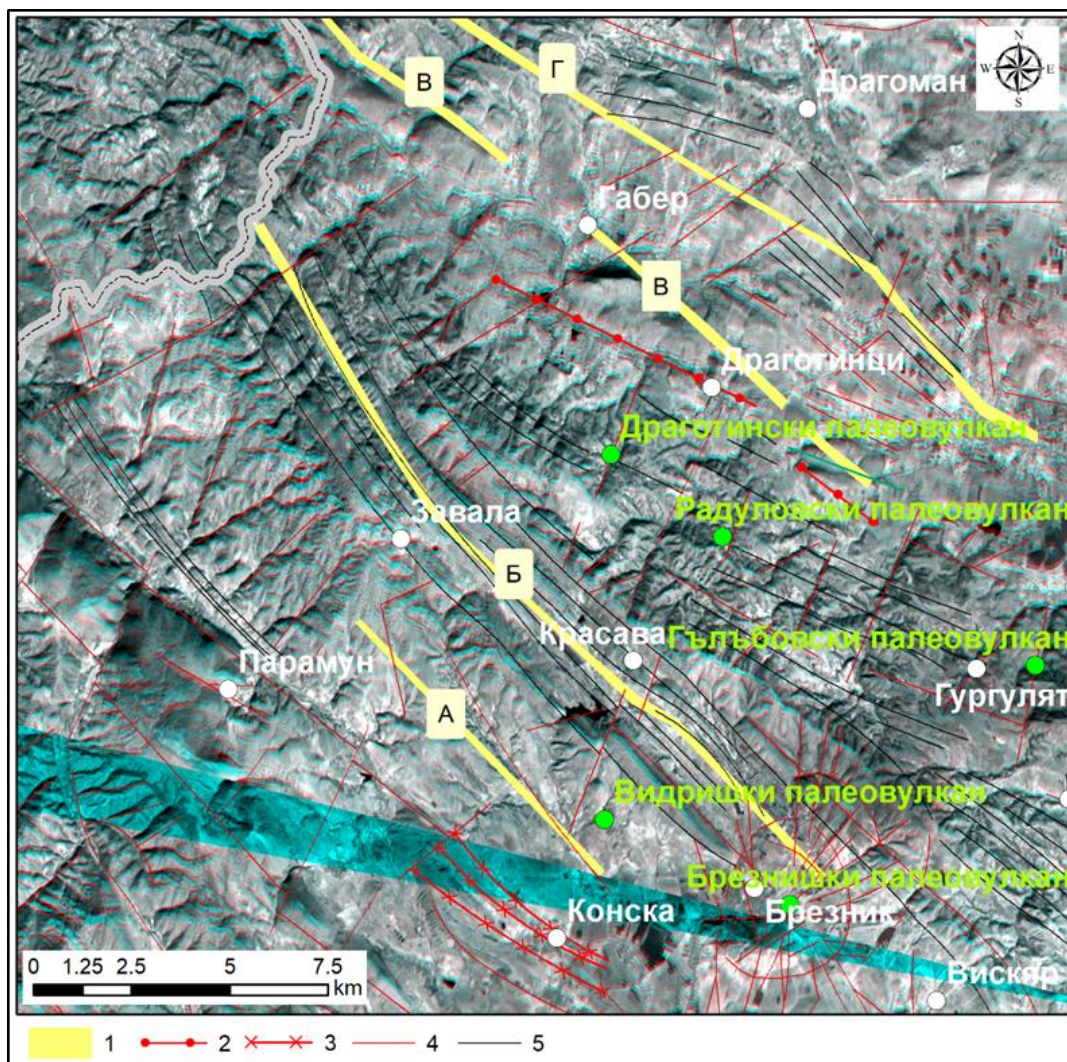 N
W E
S
Г
В
Драгоман
Габер
В
Драготинци
Драготински палеовулкан
Радуловски палеовулкан
Завала
Б
Красава
Гълъбовски палеовулкан
Парамун
Гургулят
А
Видришки палеовулкан
Брезнишки палеовулкан
Брезник
Конска
Вискяр
0 1.25 2.5 5 7.5
km
1 2 3 4 5